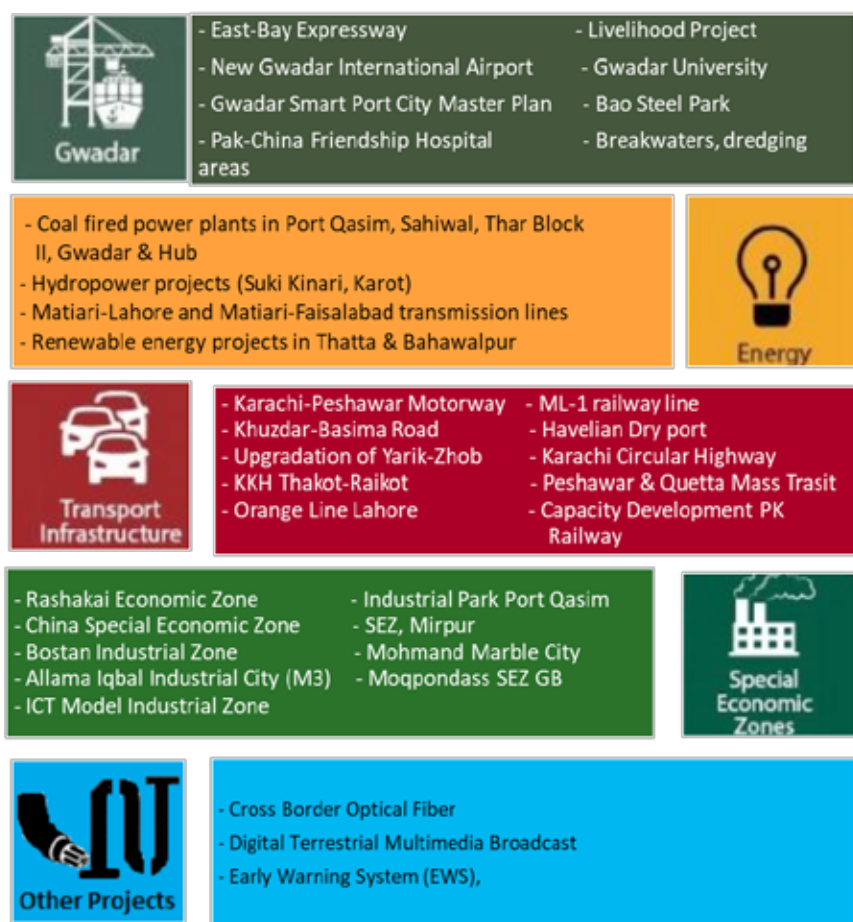 Gwadar
- East-Bay Expressway
- New Gwadar International Airport
- Gwadar Smart Port City Master Plan
- Pak-China Friendship Hospital
areas
- Livelihood Project
- Gwadar University
- Bao Steel Park
- Breakwaters, dredging
- Coal fired power plants in Port Qasim, Sahiwal, Thar Block
II, Gwadar & Hub
- Hydropower projects (Suki Kinari, Karot)
- Matiari-Lahore and Matiari-Faisalabad transmission lines
- Renewable energy projects in Thatta & Bahawalpur
Energy
Transport
Infrastructure
- Karachi-Peshawar Motorway
- Khuzdar-Basima Road
- Upgradation of Yarik-Zhob
- KKH Thakot-Raikot
- Orange Line Lahore
- ML-1 railway line
- Havelian Dry port
- Karachi Circular Highway
- Peshawar & Quetta Mass Trasit
- Capacity Development PK
Railway
- Rashakai Economic Zone
- China Special Economic Zone
- Bostan Industrial Zone
- Allama Iqbal Industrial City (M3)
- ICT Model Industrial Zone
- Industrial Park Port Qasim
- SEZ, Mirpur
- Mohmand Marble City
- Moqpondass SEZ GB
Special
Economic
Zones
Other Projects
- Cross Border Optical Fiber
- Digital Terrestrial Multimedia Broadcast
- Early Warning System (EWS),